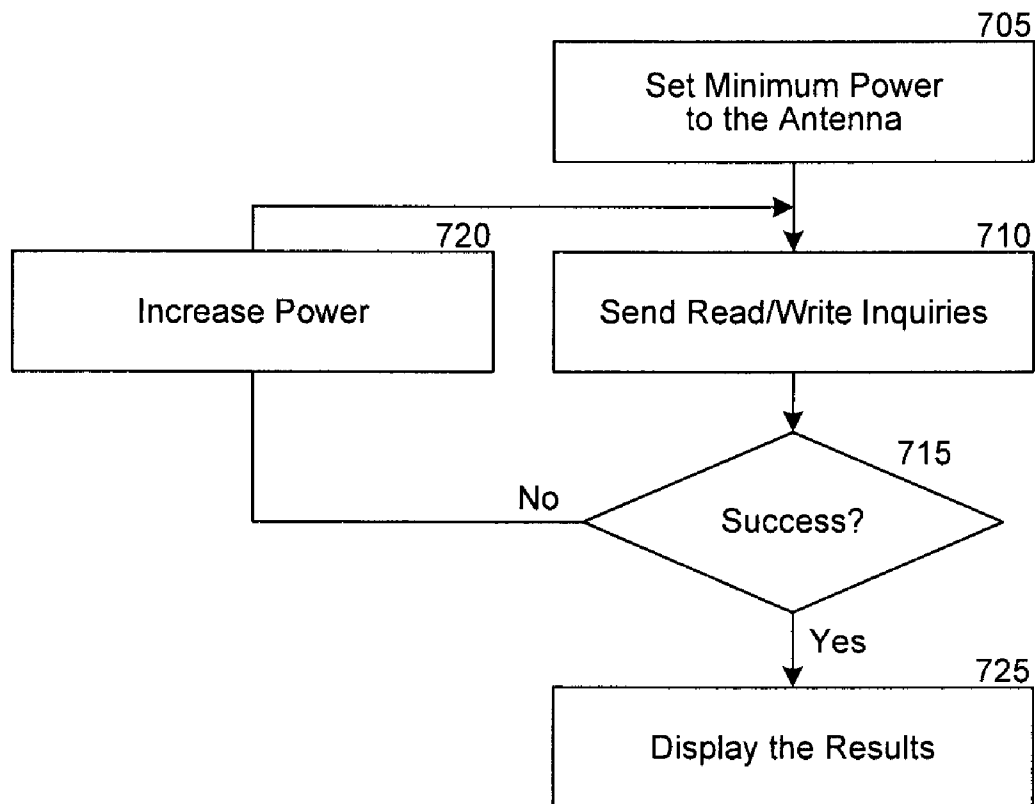 705
Set Minimum Power
to the Antenna
720
Increase Power
710
Send Read/Write Inquiries
715
Success?
No
Yes
725
Display the Results